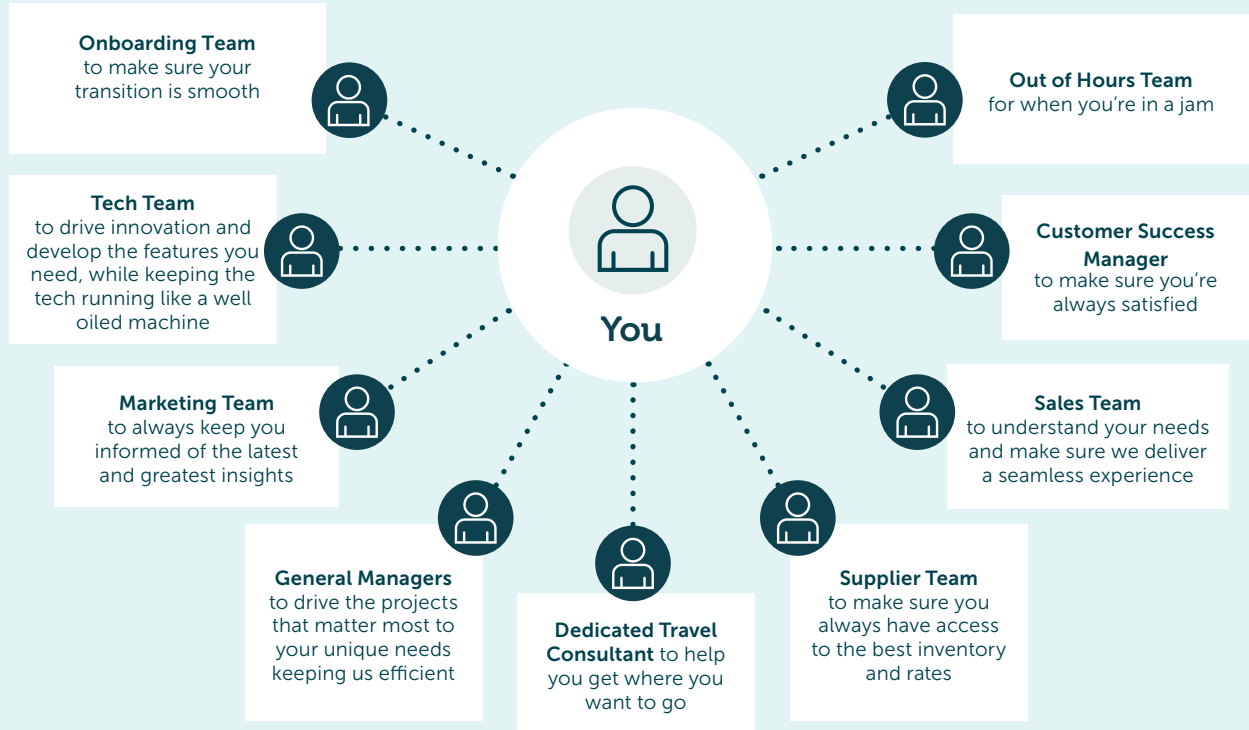 Onboarding Team
to make sure your
transition is smooth
Out of Hours Team
for when you're in a jam
Tech Team
to drive innovation and
develop the features you
need, while keeping the
tech running like a well
oiled machine
You
Customer Success
Manager
to make sure you're
always satisfied
Marketing Team
to always keep you
informed of the latest
and greatest insights
Sales Team
to understand your needs
and make sure we deliver
a seamless experience
General Managers
to drive the projects
that matter most to
your unique needs
keeping us efficient
Dedicated Travel
Consultant to help
you get where you
want to go
Supplier Team
to make sure you
always have access
to the best inventory
and rates